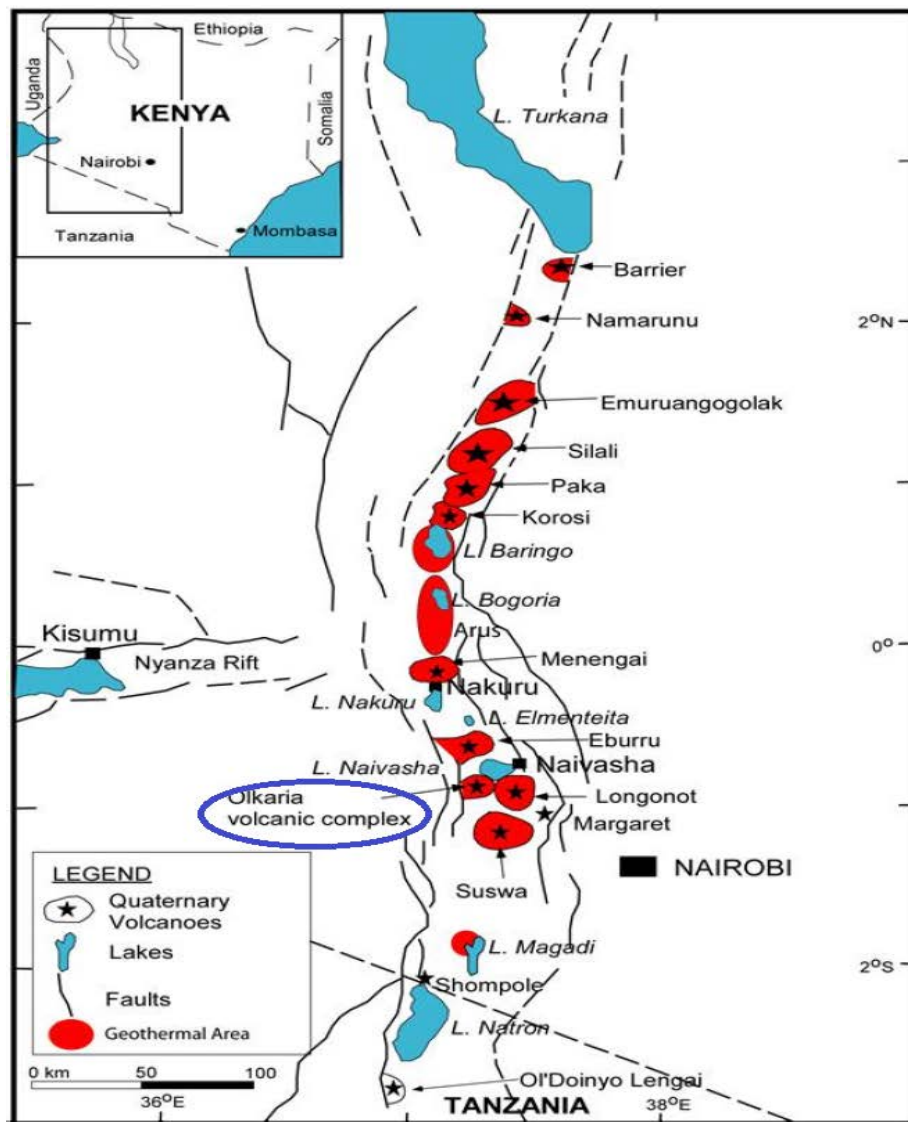 Ethiopia
Uganda
KENYA
Somalia
Nairobi
Tanzania
Mombasa
L. Turkana
Barrier
Namarunu
2°N
Emuruangogolak
Silali
Paka
Korosi
L. Baringo
L. Bogoria
Arus
Kisumu
Nyanza Rift
0°
Menengai
Nakuru
L. Nakuru
L. Elmenteita
Eburru
L. Naivasha
Naivasha
Olkaria
volcanic complex
Longonot
Margaret
NAIROBI
Suswa
LEGEND
Quaternary
Volcanoes
Lakes
Faults
Geothermal Area
0 km
50
100
L. Magadi
2°S
Shompole
L. Natron
Ol'Doinyo Lengai
TANZANIA
36°E
38°E